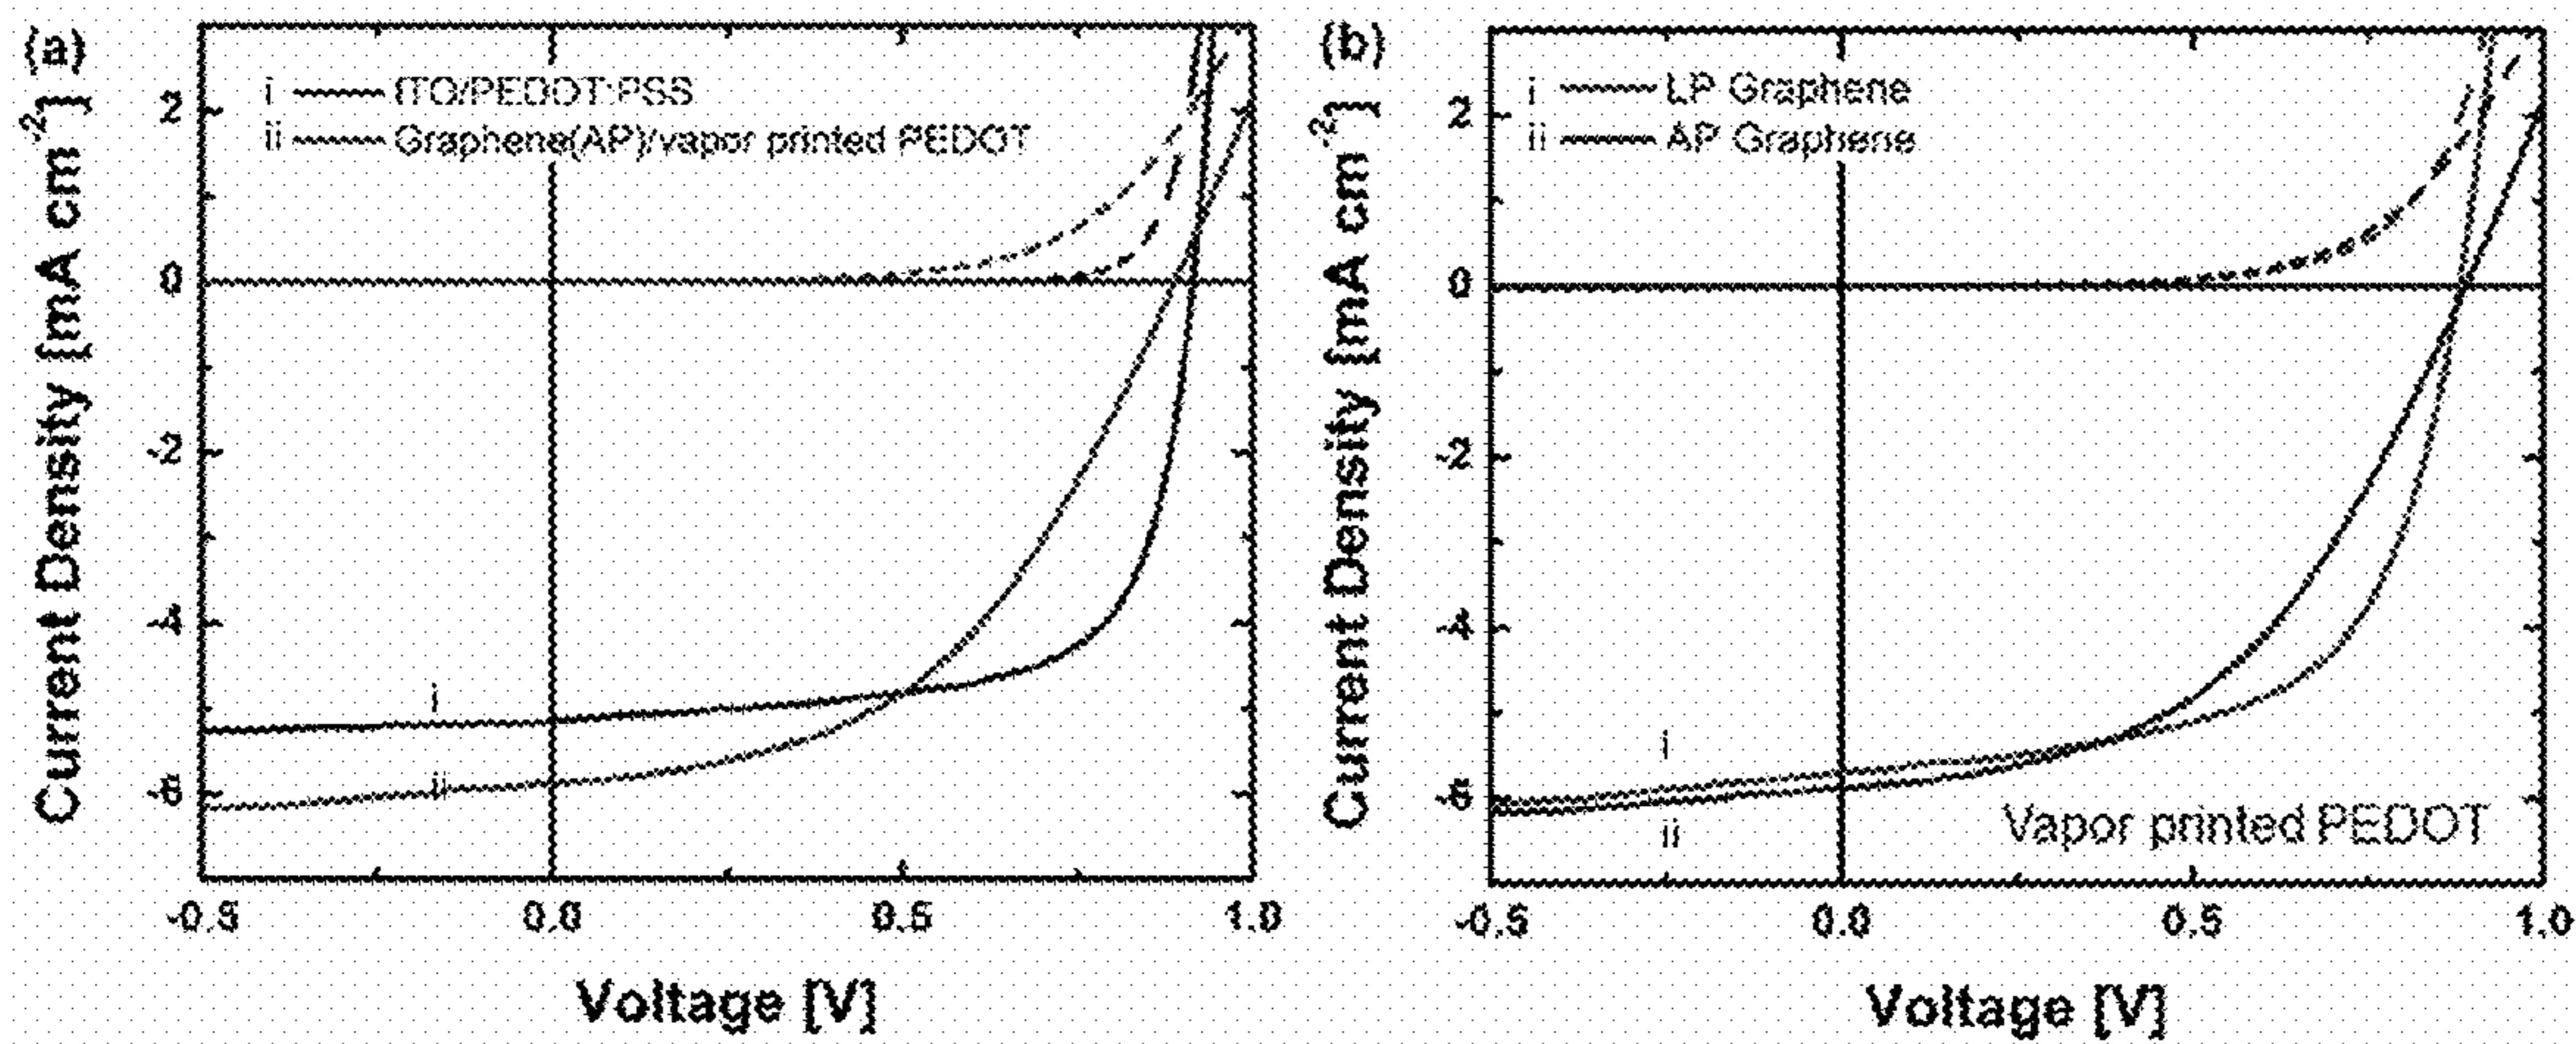 (a)
i ITO/PEDOT:PSS
ii Graphene(AP)/vapor printed PEDOT
Current Density [mA cm-2]
2
0
-2
-4
-6
i
ii
-0.5 0.0 0.5 1.0
Voltage [V]
(b)
i LP Graphene
ii AP Graphene
Current Density [mA cm-2]
2
0
-2
-4
-6
i
ii
Vapor printed PEDOT
-0.5 0.0 0.5 1.0
Voltage [V]